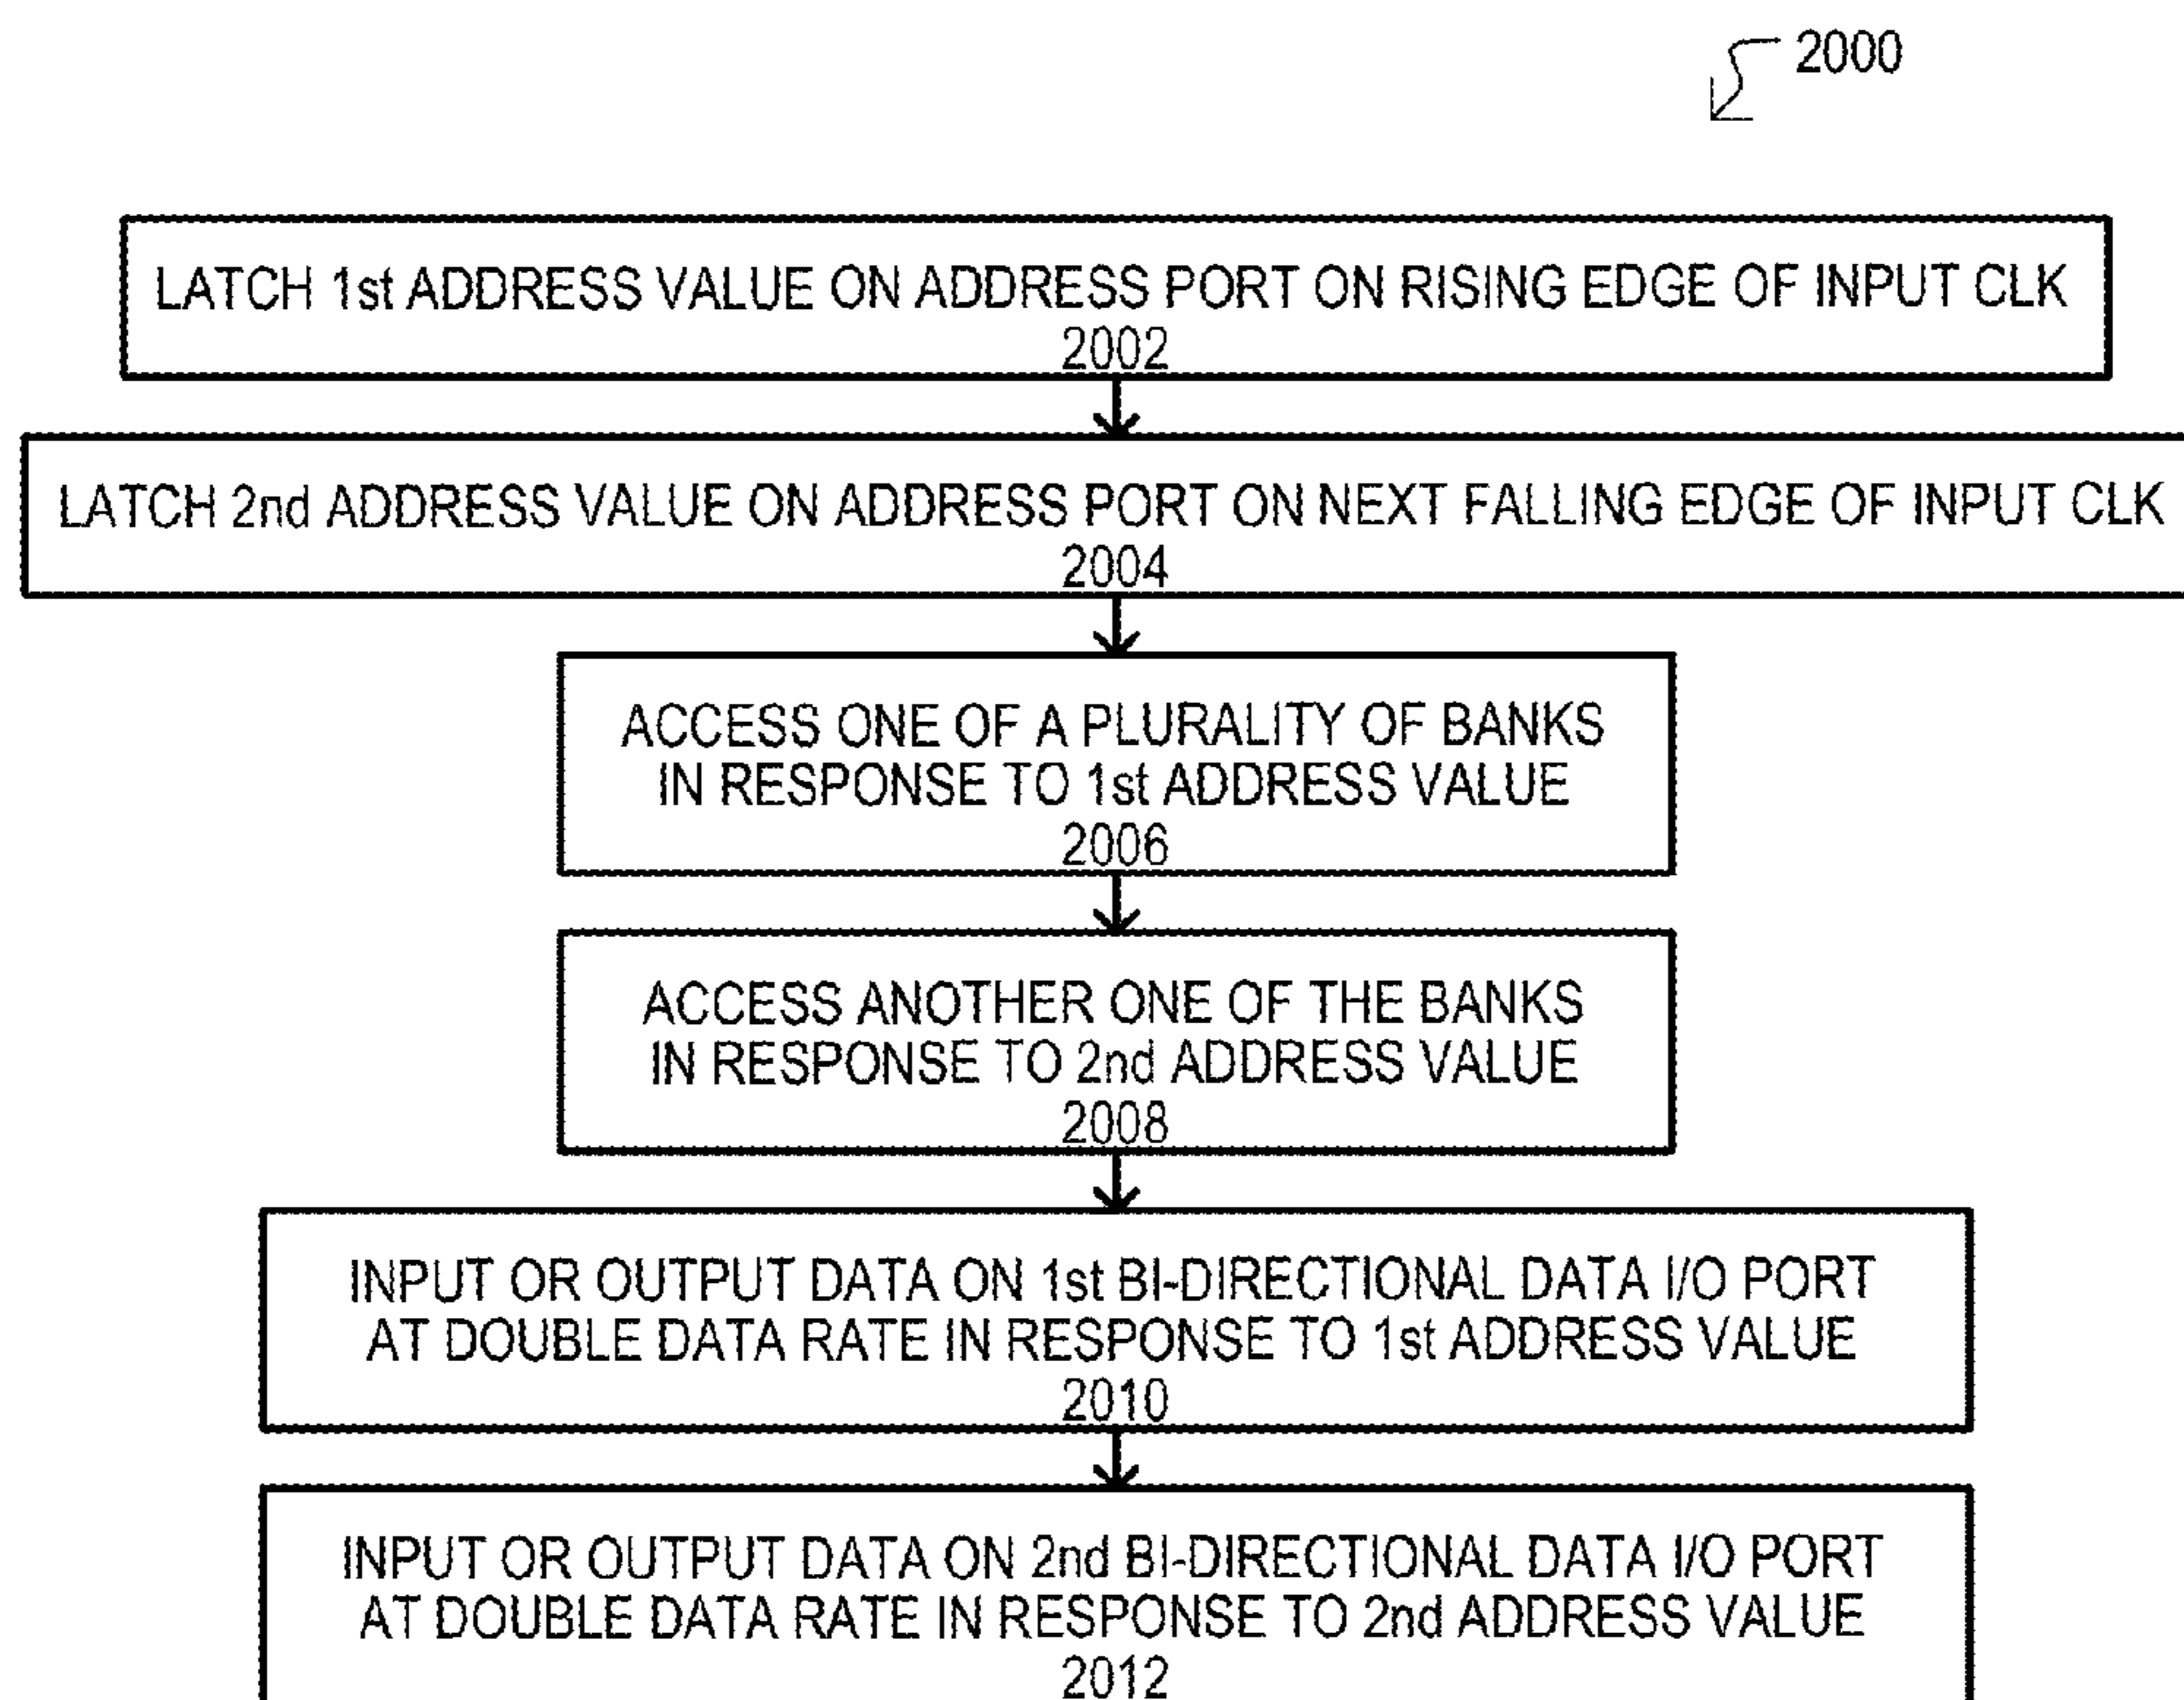 2000
LATCH 1st ADDRESS VALUE ON ADDRESS PORT ON RISING EDGE OF INPUT CLK
2002
LATCH 2nd ADDRESS VALUE ON ADDRESS PORT ON NEXT FALLING EDGE OF INPUT CLK
2004
ACCESS ONE OF A PLURALITY OF BANKS
IN RESPONSE TO 1st ADDRESS VALUE
2006
ACCESS ANOTHER ONE OF THE BANKS
IN RESPONSE TO 2nd ADDRESS VALUE
2008
INPUT OR OUTPUT DATA ON 1st BI-DIRECTIONAL DATA I/O PORT
AT DOUBLE DATA RATE IN RESPONSE TO 1st ADDRESS VALUE
2010
INPUT OR OUTPUT DATA ON 2nd BI-DIRECTIONAL DATA I/O PORT
AT DOUBLE DATA RATE IN RESPONSE TO 2nd ADDRESS VALUE
2012